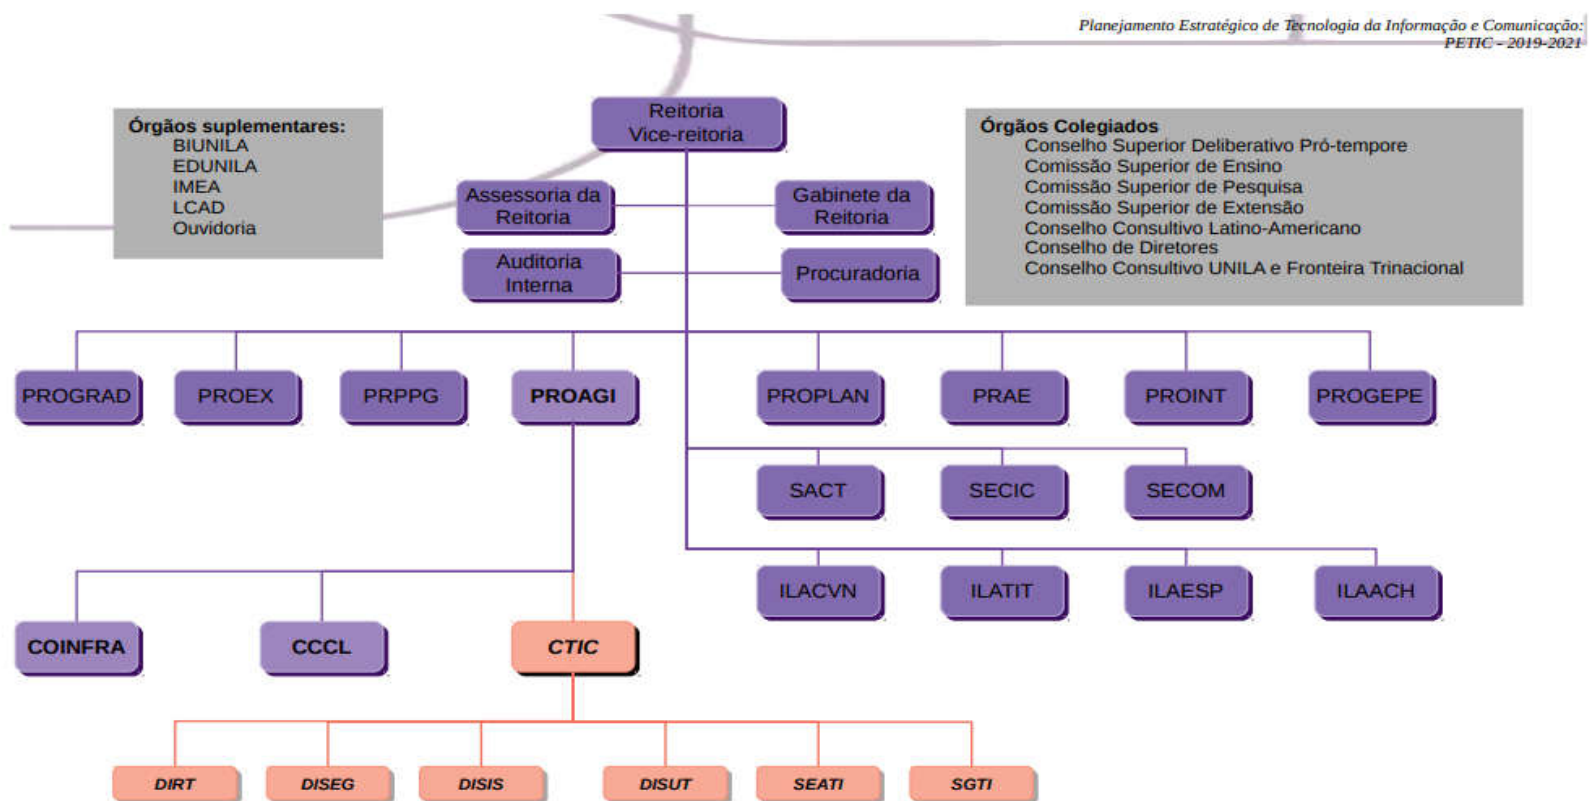 Planejamento Estratégico de Tecnologia da Informação e Comunicação:
PETIC - 2019-2021
Reitoria
Vice-reitoria
Órgãos suplementares:
BIUNILA
EDUNILA
IMEA
LCAD
Ouvidoria
Órgãos Colegiados
Conselho Superior Deliberativo Pró-tempore
Comissão Superior de Ensino
Comissão Superior de Pesquisa
Comissão Superior de Extensão
Conselho Consultivo Latino-Americano
Conselho de Diretores
Conselho Consultivo UNILA e Fronteira Trinacional
Assessoria da
Reitoria
Gabinete da
Reitoria
Auditoria
Interna
Procuradoria
PROGRAD
PROEX
PRPPG
PROAGI
PROPLAN
PRAE
PROINT
PROGEPE
SACT
SECIC
SECOM
ILACVN
ILATIT
ILAESP
ILAACH
COINFRA
CCCL
CTIC
DIRT
DISEG
DISIS
DISUT
SEATI
SGTI